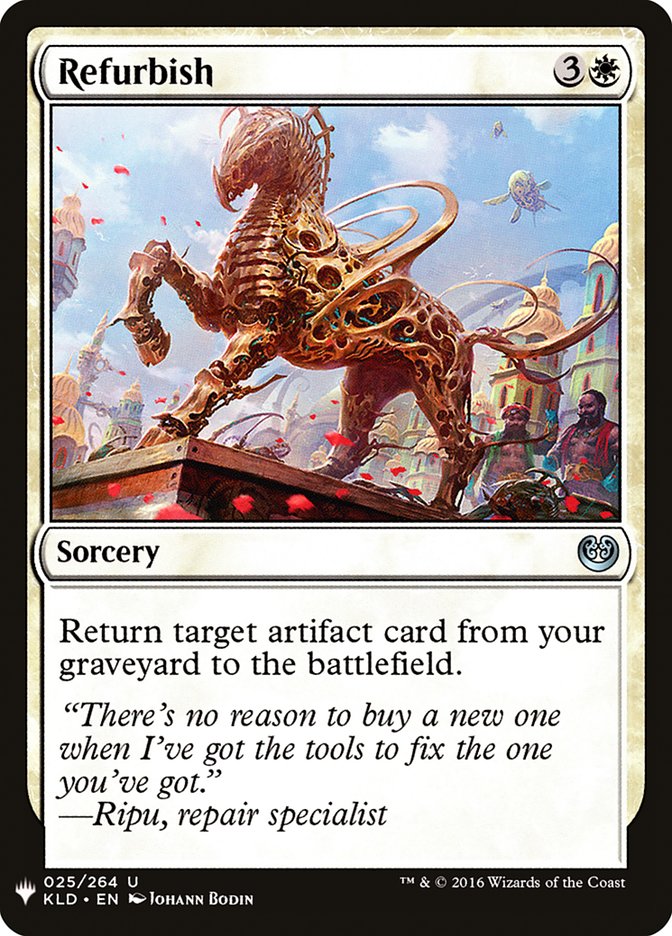 Refurbish 3
Sorcery
Return target artifact card from your
graveyard to the battlefield.
“There’s no reason to buy a new one
when I’ve got the tools to fix the one
you’ve got.”
—Ripu, repair specialist
025/264 U
KLD • EN Johann Bodin
™ & © 2016 Wizards of the Coast